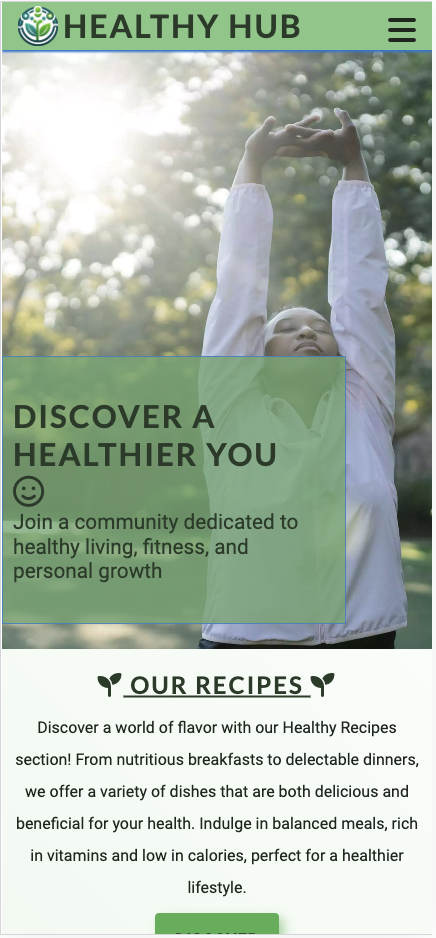 HEALTHY HUB
DISCOVER A
HEALTHIER YOU
Join a community dedicated to
healthy living, fitness, and
personal growth
OUR RECIPES
Discover a world of flavor with our Healthy Recipes
section! From nutritious breakfasts to delectable dinners,
we offer a variety of dishes that are both delicious and
beneficial for your health. Indulge in balanced meals, rich
in vitamins and low in calories, perfect for a healthier
lifestyle.